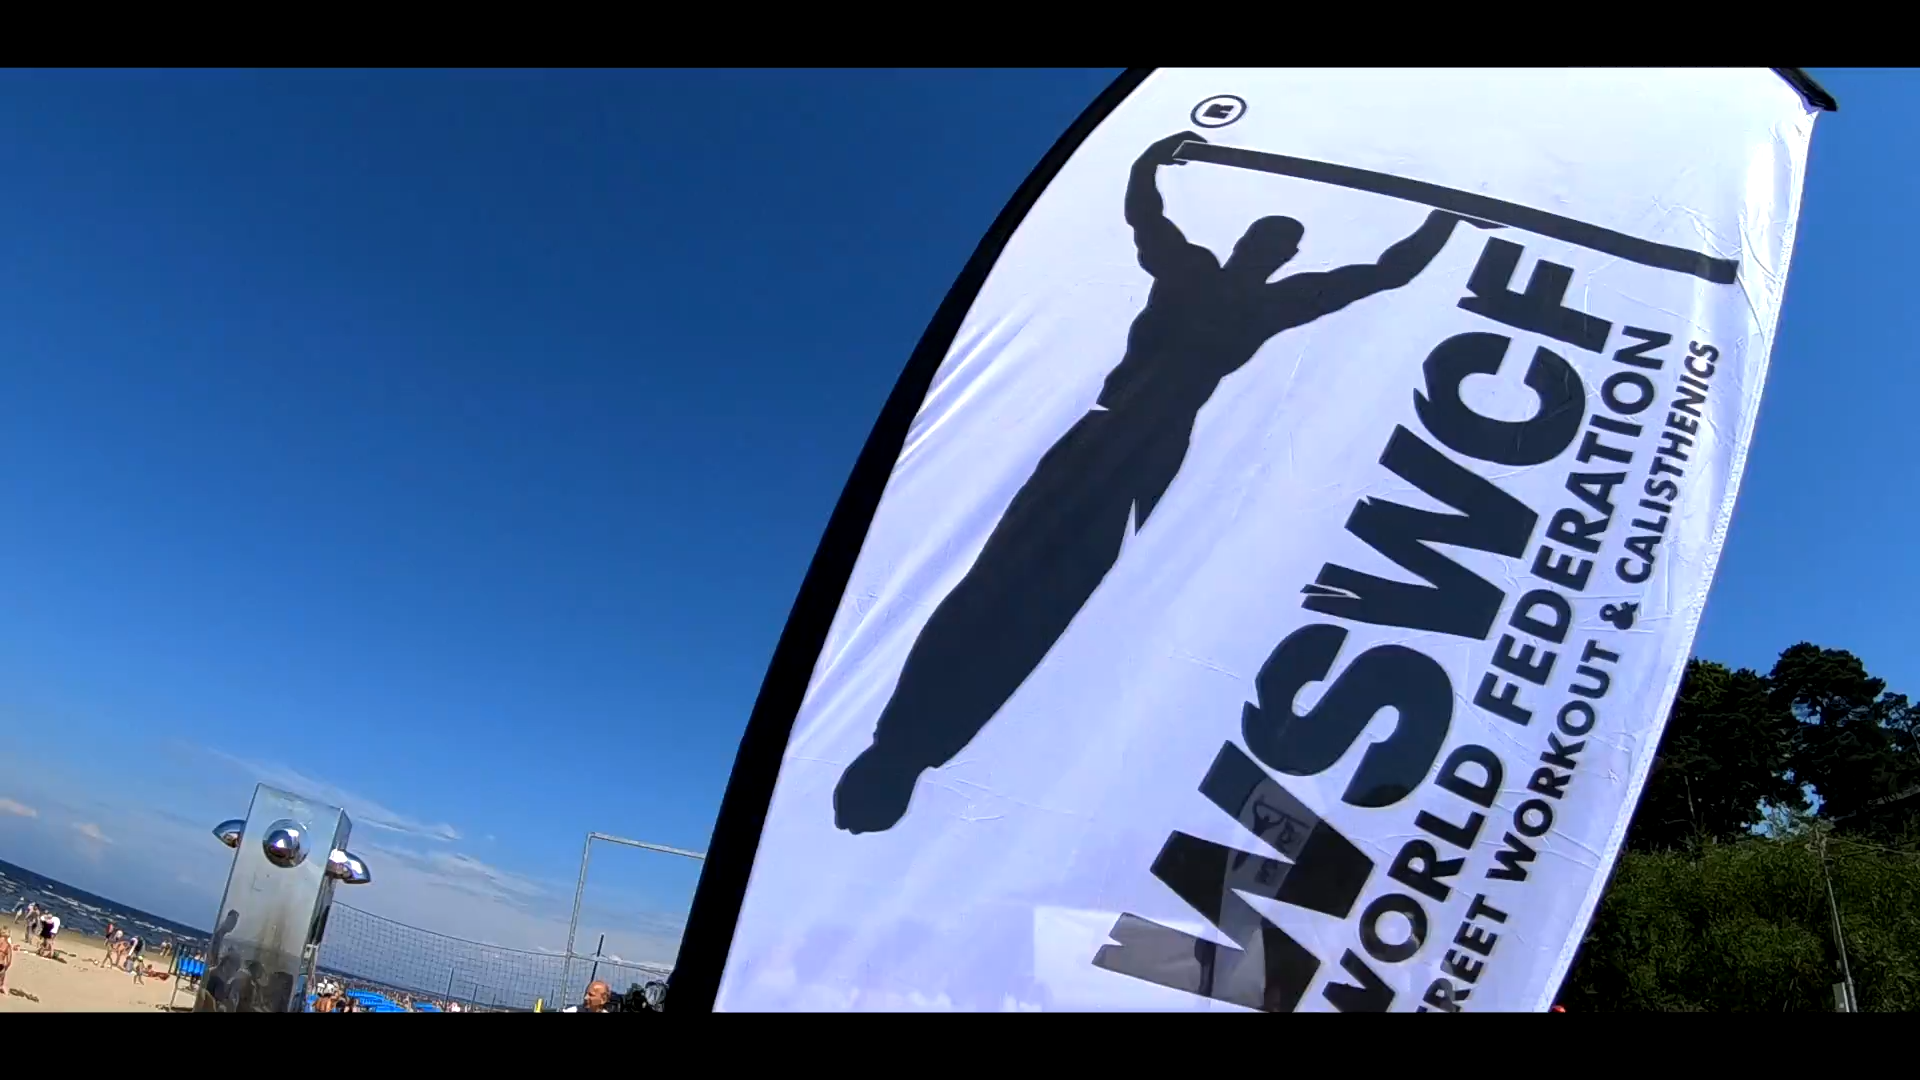 ®
WSWCF
WORLD FEDERATION
STREET WORKOUT & CALISTHENICS